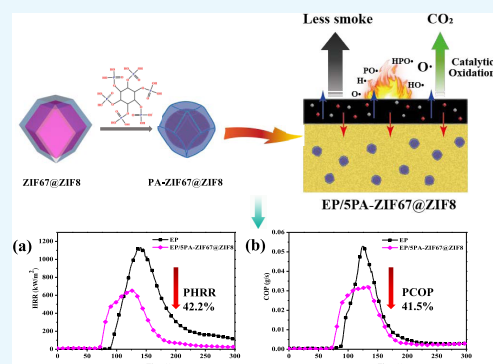 Less smoke
CO₂
Catalytic
Oxidation
HPO•
PO•
O•
H•
HO•
O•
ZIF67@ZIF8
PA-ZIF67@ZIF8
EP/5PA-ZIF67@ZIF8
(a)
1400
1200
1000
800
600
400
200
0
HRR (kW/m²)
EP
EP/5PA-ZIF67@ZIF8
PHRR
42.2%
0 50 100 150 200 250 300
(b)
0.06
0.05
0.04
0.03
0.02
0.01
0.00
COP (g/s)
EP
EP/5PA-ZIF67@ZIF8
PCOP
41.5%
0 50 100 150 200 250 300